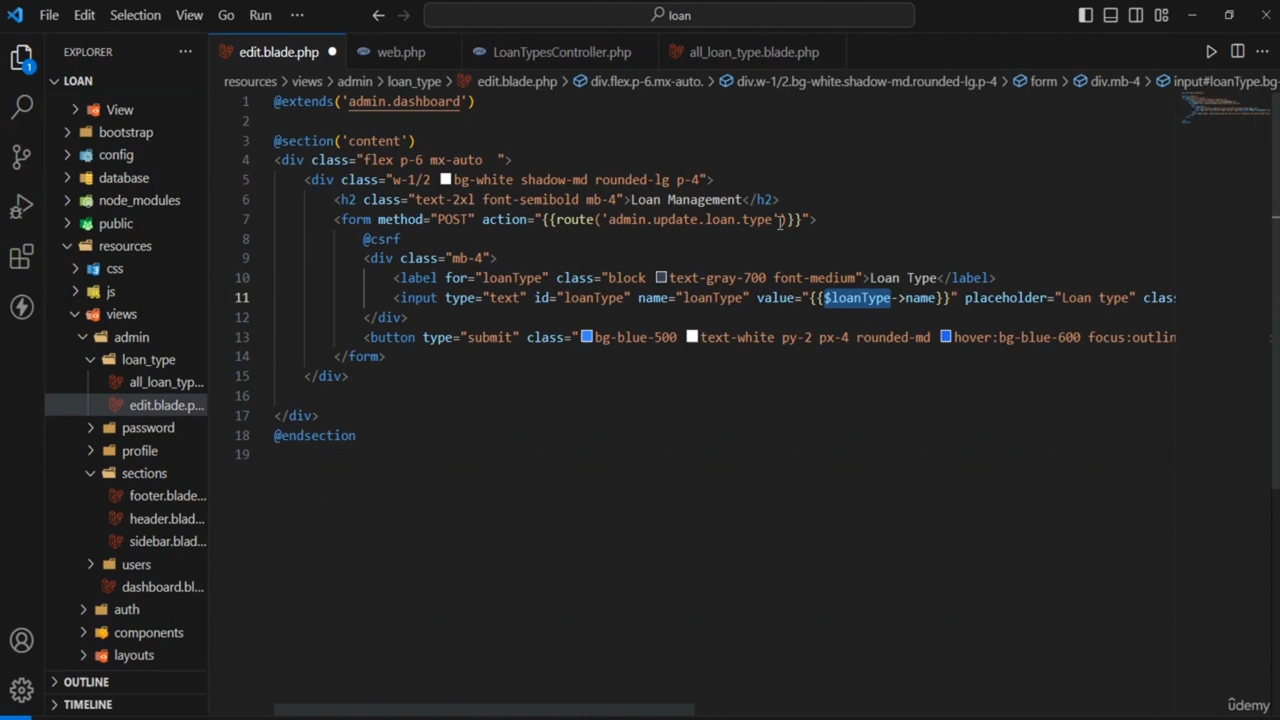 File Edit Selection View Go Run ··· loan
EXPLORER ···
edit.blade.php web.php LoanTypesController.php all_loan_type.blade.php
LOAN
resources > views > admin > loan_type > edit.blade.php > div.flex.p-6.mx-auto. > div.w-1/2.bg-white.shadow-md.rounded-lg.p-4 > form > div.mb-4 > input#loanType.bg
View
bootstrap
config
database
node_modules
public
resources
css
js
views
admin
loan_type
all_loan_typ...
edit.blade.p...
password
profile
sections
footer.blade...
header.blad...
sidebar.blad...
users
dashboard.bl...
auth
components
layouts
OUTLINE
TIMELINE
1 @extends('admin.dashboard')
2
3 @section('content')
4 <div class="flex p-6 mx-auto  ">
5 <div class="w-1/2 bg-white shadow-md rounded-lg p-4">
6 <h2 class="text-2xl font-semibold mb-4">Loan Management</h2>
7 <form method="POST" action="{{route('admin.update.loan.type')}}">
8 @csrf
9 <div class="mb-4">
10 <label for="loanType" class="block text-gray-700 font-medium">Loan Type</label>
11 <input type="text" id="loanType" name="loanType" value="{{$loanType->name}}" placeholder="Loan type" clas
12 </div>
13 <button type="submit" class="bg-blue-500 text-white py-2 px-4 rounded-md hover:bg-blue-600 focus:outlin
14 </form>
15 </div>
16
17 </div>
18 @endsection
19
1
udemy